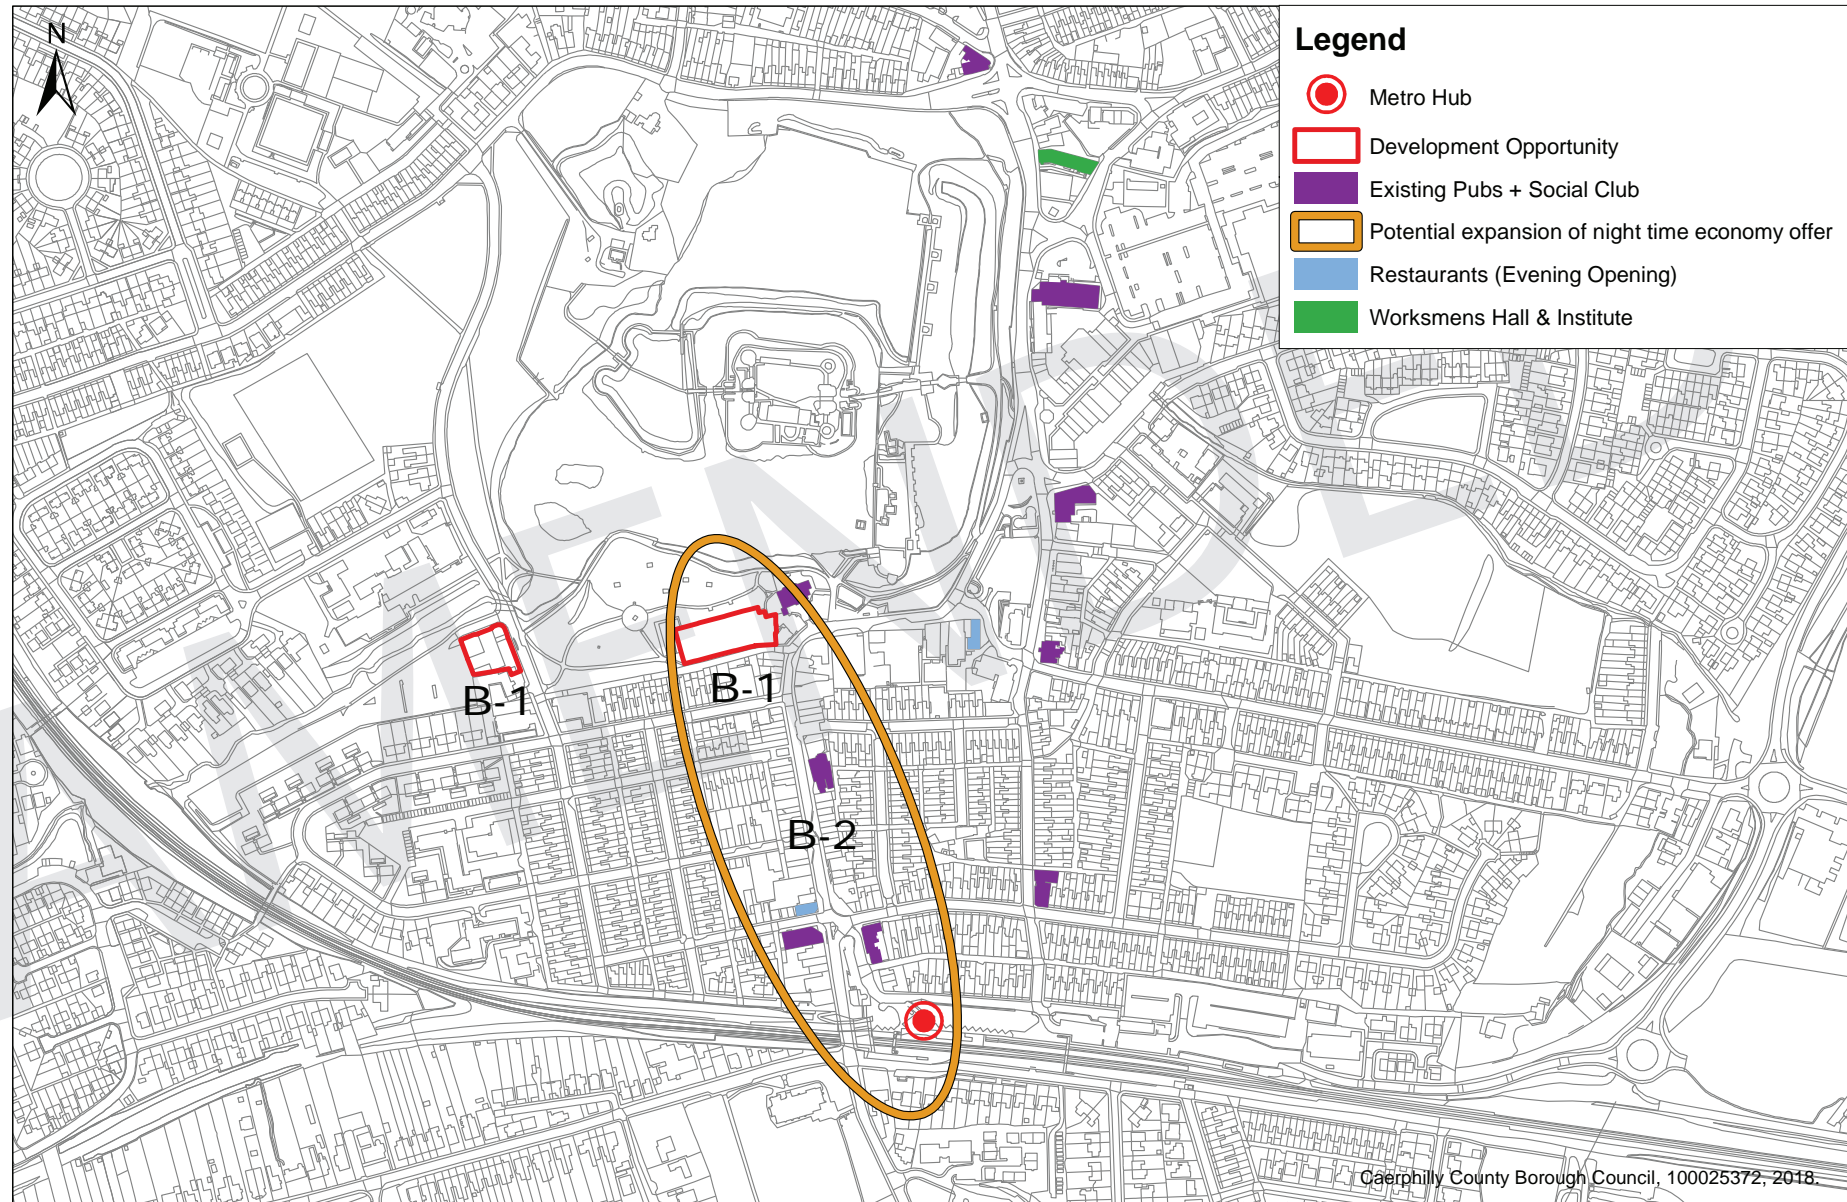 N
Legend
Metro Hub
Development Opportunity
Existing Pubs + Social Club
Potential expansion of night time economy offer
Restaurants (Evening Opening)
Worksmens Hall & Institute
B-1
B-1
B-2
AMENDED
Caerphilly County Borough Council, 100025372, 2018.